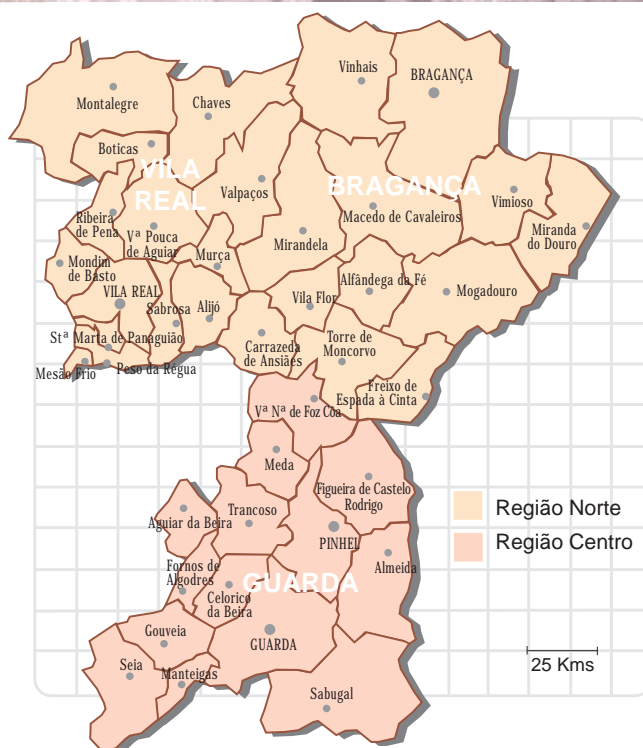 Vinhais
BRAGANÇA
Montalegre
Chaves
Boticas
VILA
REAL
Valpaços
BRAGANÇA
Macedo de Cavaleiros
Vimioso
Ribeira
de Pena
Vª Pouca
de Aguiar
Mirandela
Miranda
do Douro
Murça
Mondim
de Basto
VILA REAL
Alfândega da Fé
Mogadouro
Vila Flor
Sabrosa
Alijó
Stª Marta de Panaguião
Carrazeda
de Ansiães
Torre de
Moncorvo
Mesão Frio
Peso da Régua
Freixo de
Espada à Cinta
Vª Nª de Foz Côa
Meda
Figueira de Castelo
Rodrigo
Região Norte
Trancoso
Aguiar da Beira
PINHEL
Região Centro
Almeida
Fornos de
Algodres
GUARDA
Celorico
da Beira
Gouveia
GUARDA
25 Kms
Seia
Manteigas
Sabugal